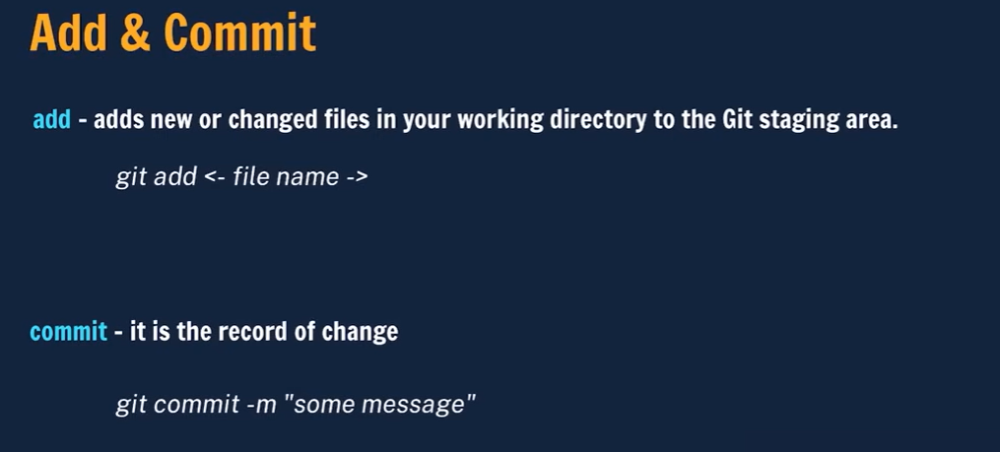 Add & Commit
add - adds new or changed files in your working directory to the Git staging area.
git add <- file name ->
commit - it is the record of change
git commit -m "some message"